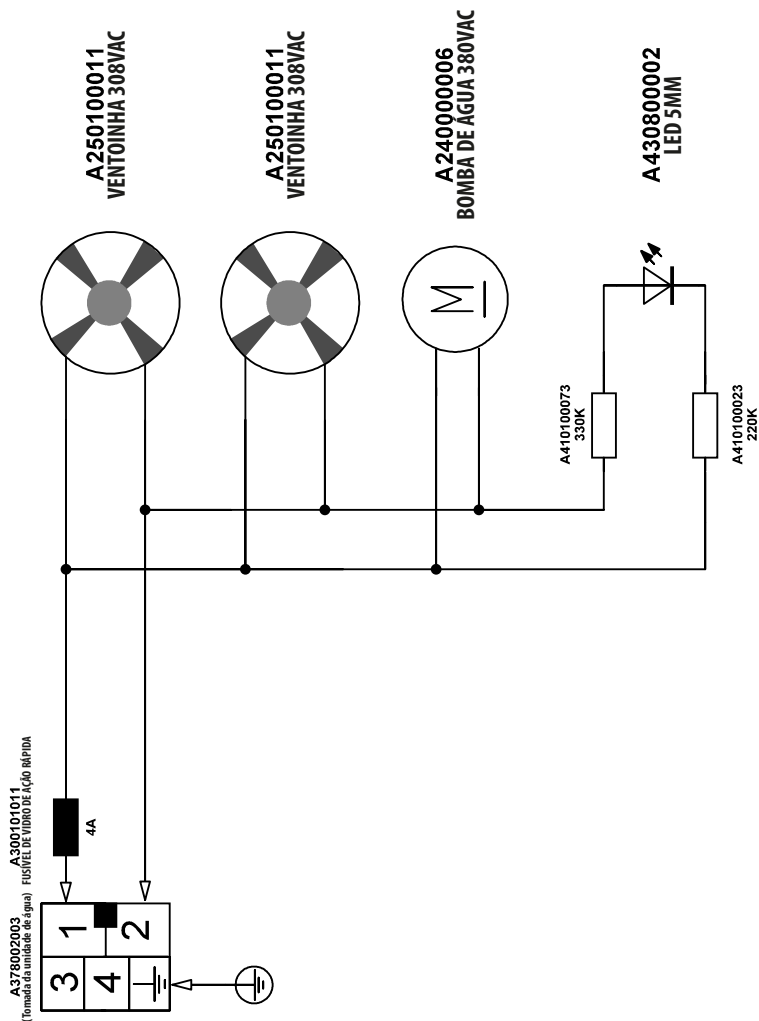 A250100011
VENTOINHA 308VAC
A250100011
VENTOINHA 308VAC
A240000006
BOMBA DE ÁGUA 380VAC
A430800002
LED 5MM
M
A410100073
330K
A410100023
220K
A378002003
(Tomada da unidade de água)
A300101011
FUSÍVEL DE VIDRO DE AÇÃO RÁPIDA
4A
1
2
3
4